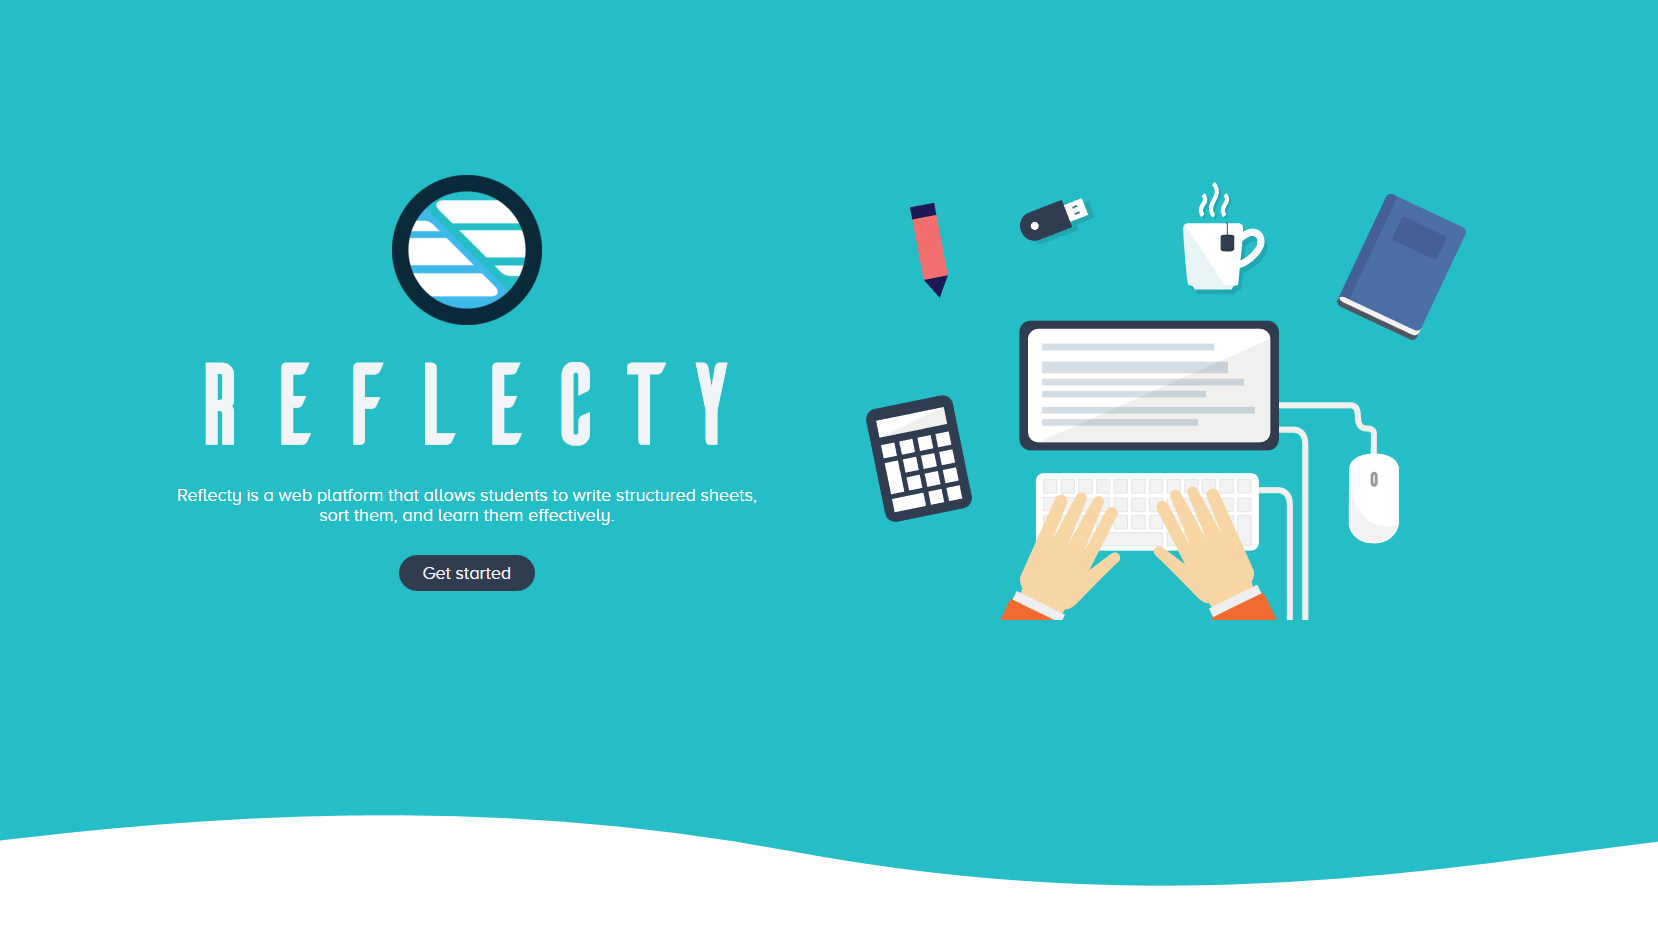 REFLECTY
Reflecty is a web platform that allows students to write structured sheets,
sort them, and learn them effectively.
Get started